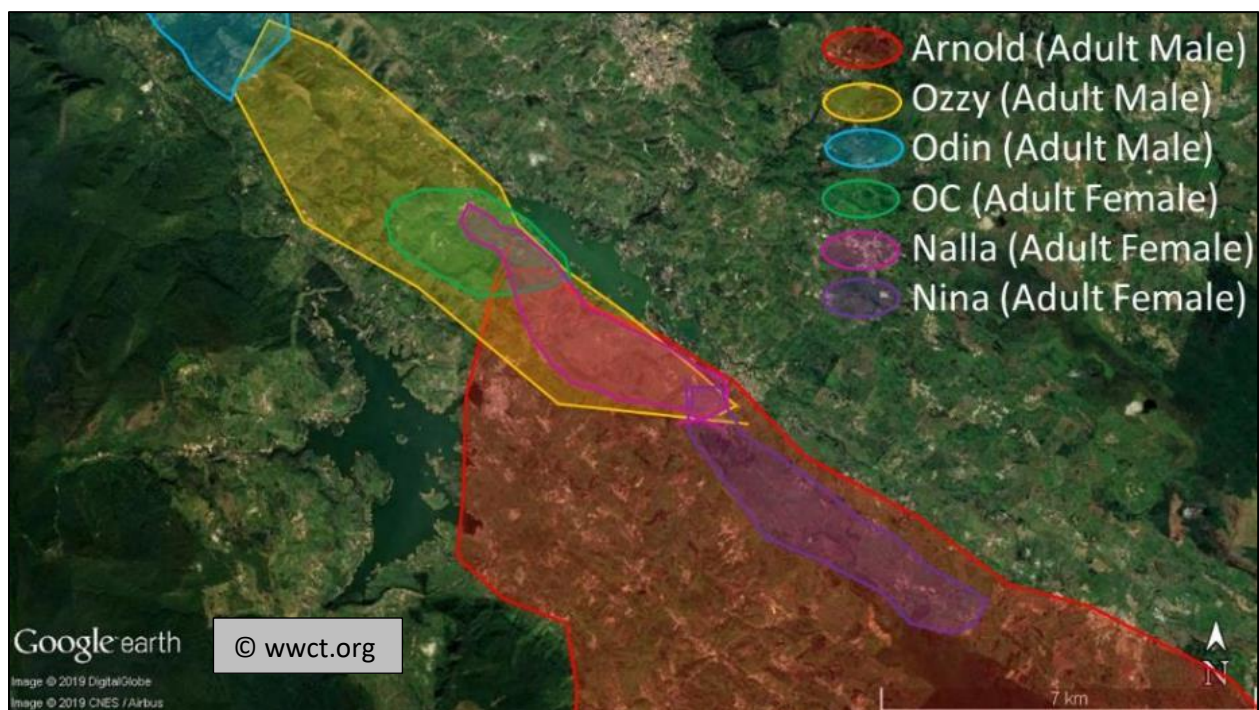 Arnold (Adult Male)
Ozzy (Adult Male)
Odin (Adult Male)
OC (Adult Female)
Nalla (Adult Female)
Nina (Adult Female)
Google earth
© wwct.org
Image © 2019 DigitalGlobe
Image © 2019 CNES / Airbus
N
7 km